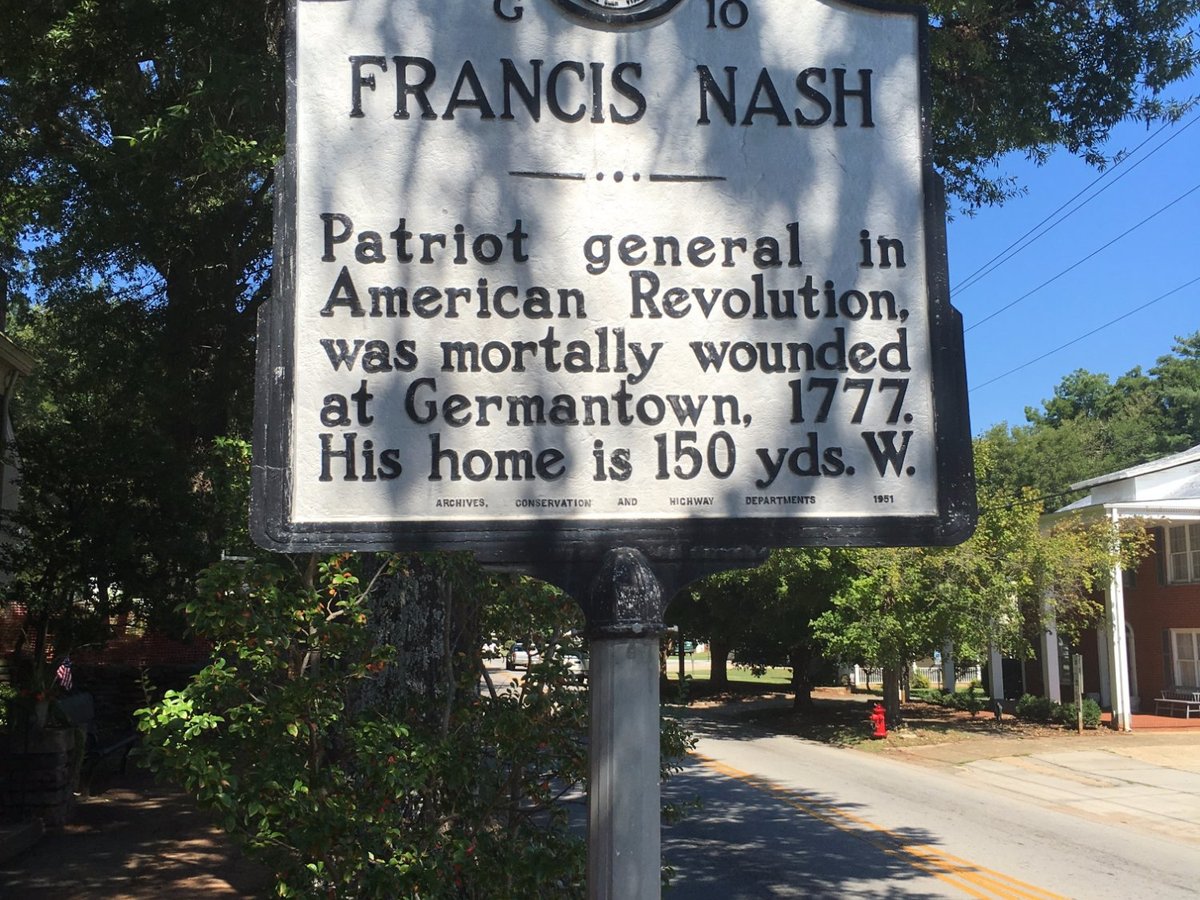 G 10
FRANCIS NASH
Patriot general in
American Revolution,
was mortally wounded
at Germantown, 1777.
His home is 150 yds. W.
ARCHIVES, CONSERVATION AND HIGHWAY DEPARTMENTS 1951